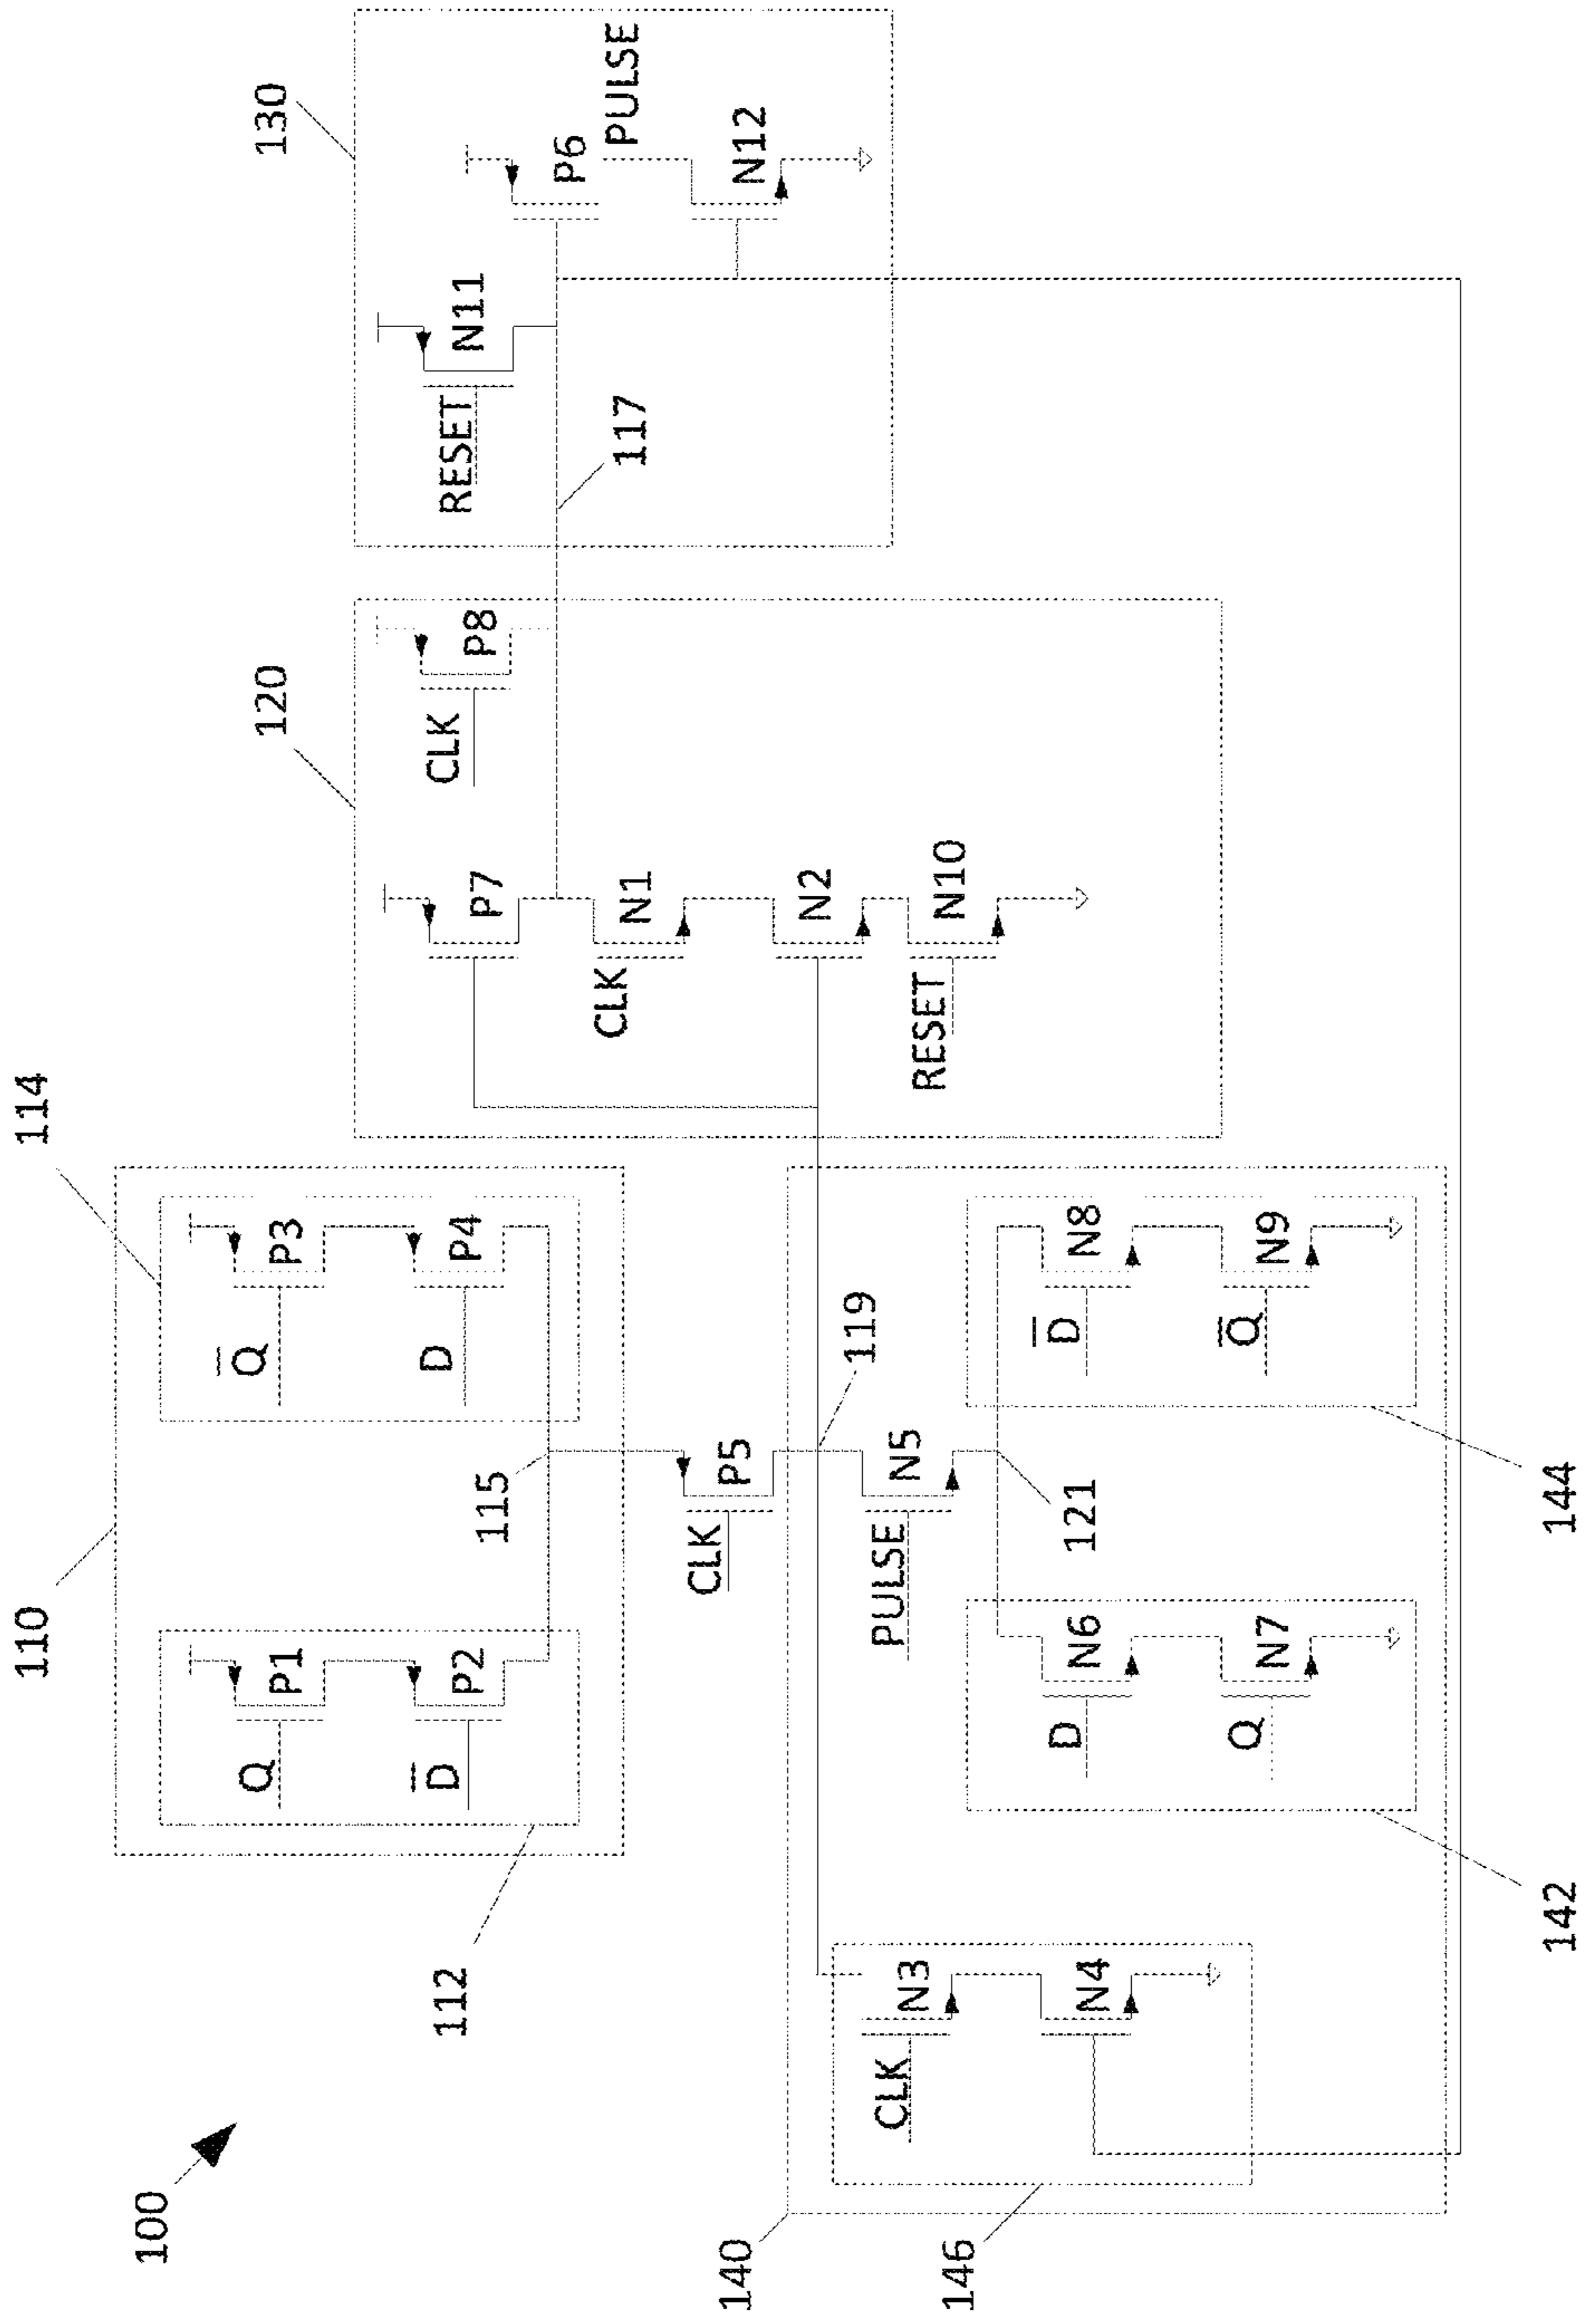 100
110
114
112
Q
P1
D̅
P2
Q̅
P3
D
P4
115
CLK
P5
119
120
P7
CLK
P8
CLK
N1
N2
RESET
N10
117
130
RESET
N11
P6
PULSE
N12
140
146
CLK
N3
N4
PULSE
N5
121
142
D
N6
Q
N7
144
D̅
N8
Q̅
N9